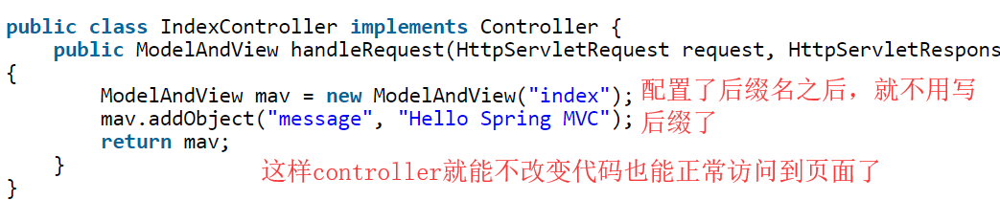 public class IndexController implements Controller {
    public ModelAndView handleRequest(HttpServletRequest request, HttpServletRespons
{
        ModelAndView mav = new ModelAndView("index");
        mav.addObject("message", "Hello Spring MVC");
        return mav;
    }
}
配置了后缀名之后，就不用写
后缀了
这样controller就能不改变代码也能正常访问到页面了